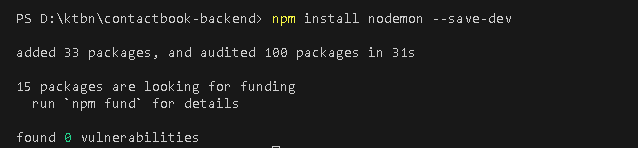 PS D:\ktbn\contactbook-backend> npm install nodemon --save-dev
added 33 packages, and audited 100 packages in 31s
15 packages are looking for funding
  run `npm fund` for details
found 0 vulnerabilities